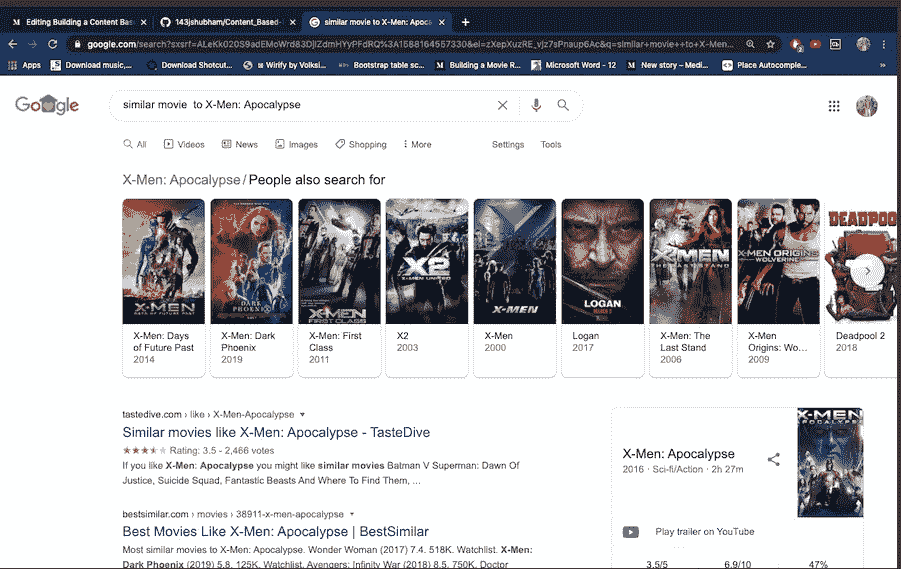 Editing Building a Content Bas
143jshubham/Content_Based-
similar movie to X-Men: Apoca
google.com/search?sxsrf=ALeKk020S9adEMoWrd83DjlZdmHYyPFdRQ%3A1588164557330&ei=zXepXuzRE_vjz7sPnaup6Ac&q=similar+movie++to+X-Men...
Apps Download music,... Download Shotcut... Wirify by Volksi... Bootstrap table sc... Building a Movie R... Microsoft Word - 12 New story – Medi... Place Autocomple...
Google
similar movie to X-Men: Apocalypse
All Videos News Images Shopping More Settings Tools
X-Men: Apocalypse / People also search for
X-MEN
DARK PHOENIX
X-MEN FIRST CLASS
X2
X-MEN UNITED
X-MEN
LOGAN
X-MEN
THE LAST STAND
X-MEN ORIGINS
WOLVERINE
DEADPOO
X-Men: Days of Future Past
2014
X-Men: Dark Phoenix
2019
X-Men: First Class
2011
X2
2003
X-Men
2000
Logan
2017
X-Men: The Last Stand
2006
X-Men Origins: Wo...
2009
Deadpool 2
2018
tastedive.com › like › X-Men-Apocalypse
Similar movies like X-Men: Apocalypse - TasteDive
Rating: 3.5 - 2,466 votes
If you like X-Men: Apocalypse you might like similar movies Batman V Superman: Dawn Of
Justice, Suicide Squad, Fantastic Beasts And Where To Find Them, ...
bestsimilar.com › movies › 38911-x-men-apocalypse
Best Movies Like X-Men: Apocalypse | BestSimilar
Most similar movies to X-Men: Apocalypse. Wonder Woman (2017) 7.4. 518K. Watchlist. X-Men:
Dark Phoenix (2019) 5.8. 125K. Watchlist. Avengers: Infinity War (2018) 8.5. 750K. Doctor
X-MEN
APOCALYPSE
X-Men: Apocalypse
2016 · Sci-fi/Action · 2h 27m
Play trailer on YouTube
3.5/5 6.9/10 47%